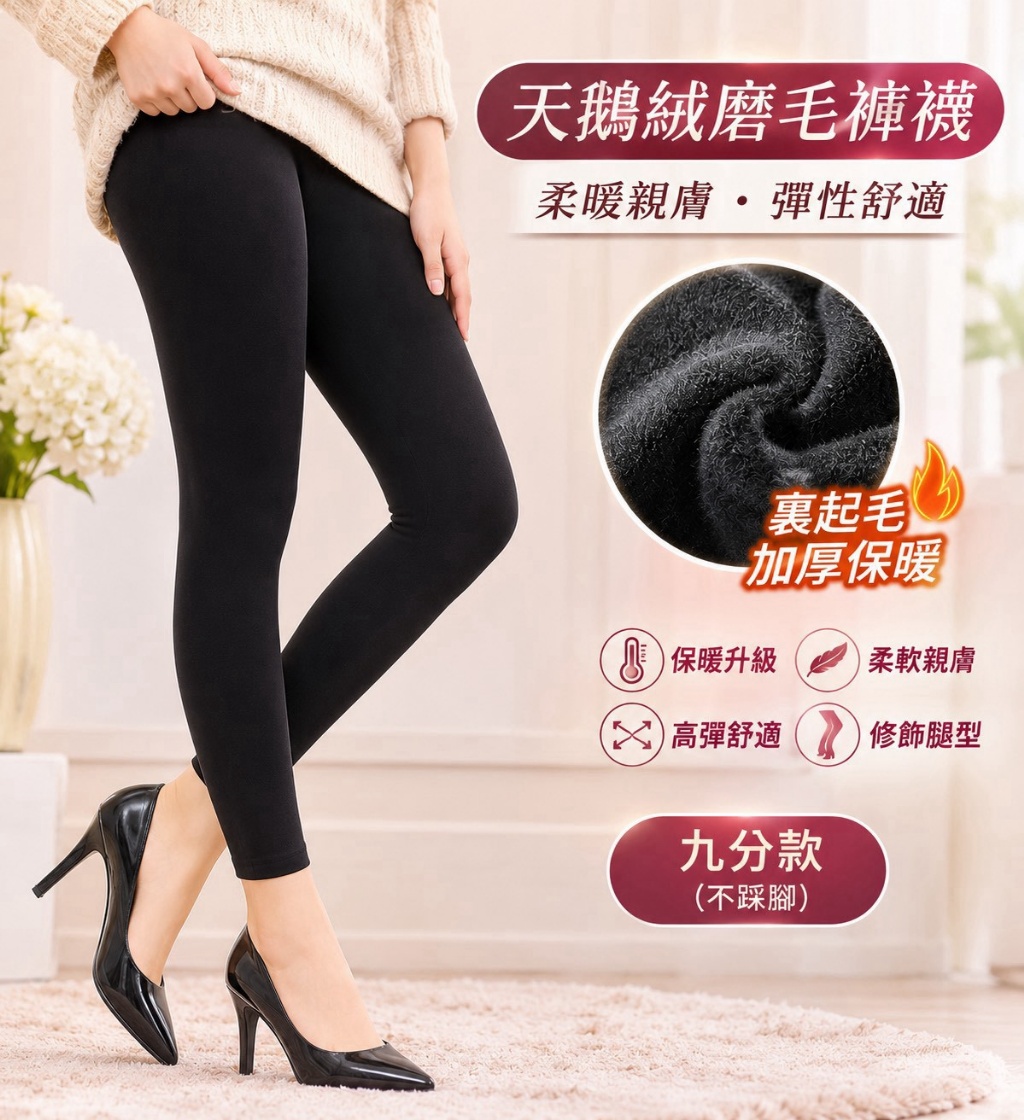 天鵝絨磨毛褲襪
柔暖親膚・彈性舒適
裏起毛
加厚保暖
保暖升級
柔軟親膚
高彈舒適
修飾腿型
九分款
(不踩腳)